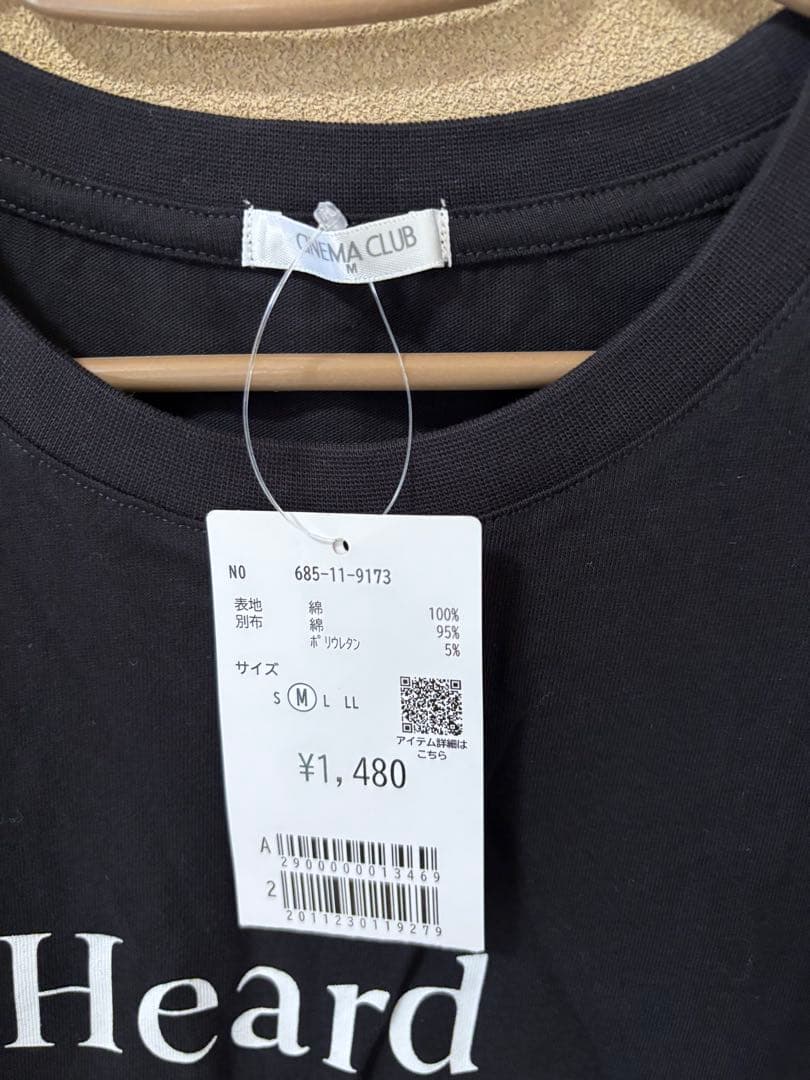 CINEMA CLUB
M
NO 685-11-9173
表地 綿 100%
別布 綿 95%
ポリウレタン 5%
サイズ
S M L LL
アイテム詳細は
こちら
¥1,480
A
2900000013469
2
2011230119279
Heard